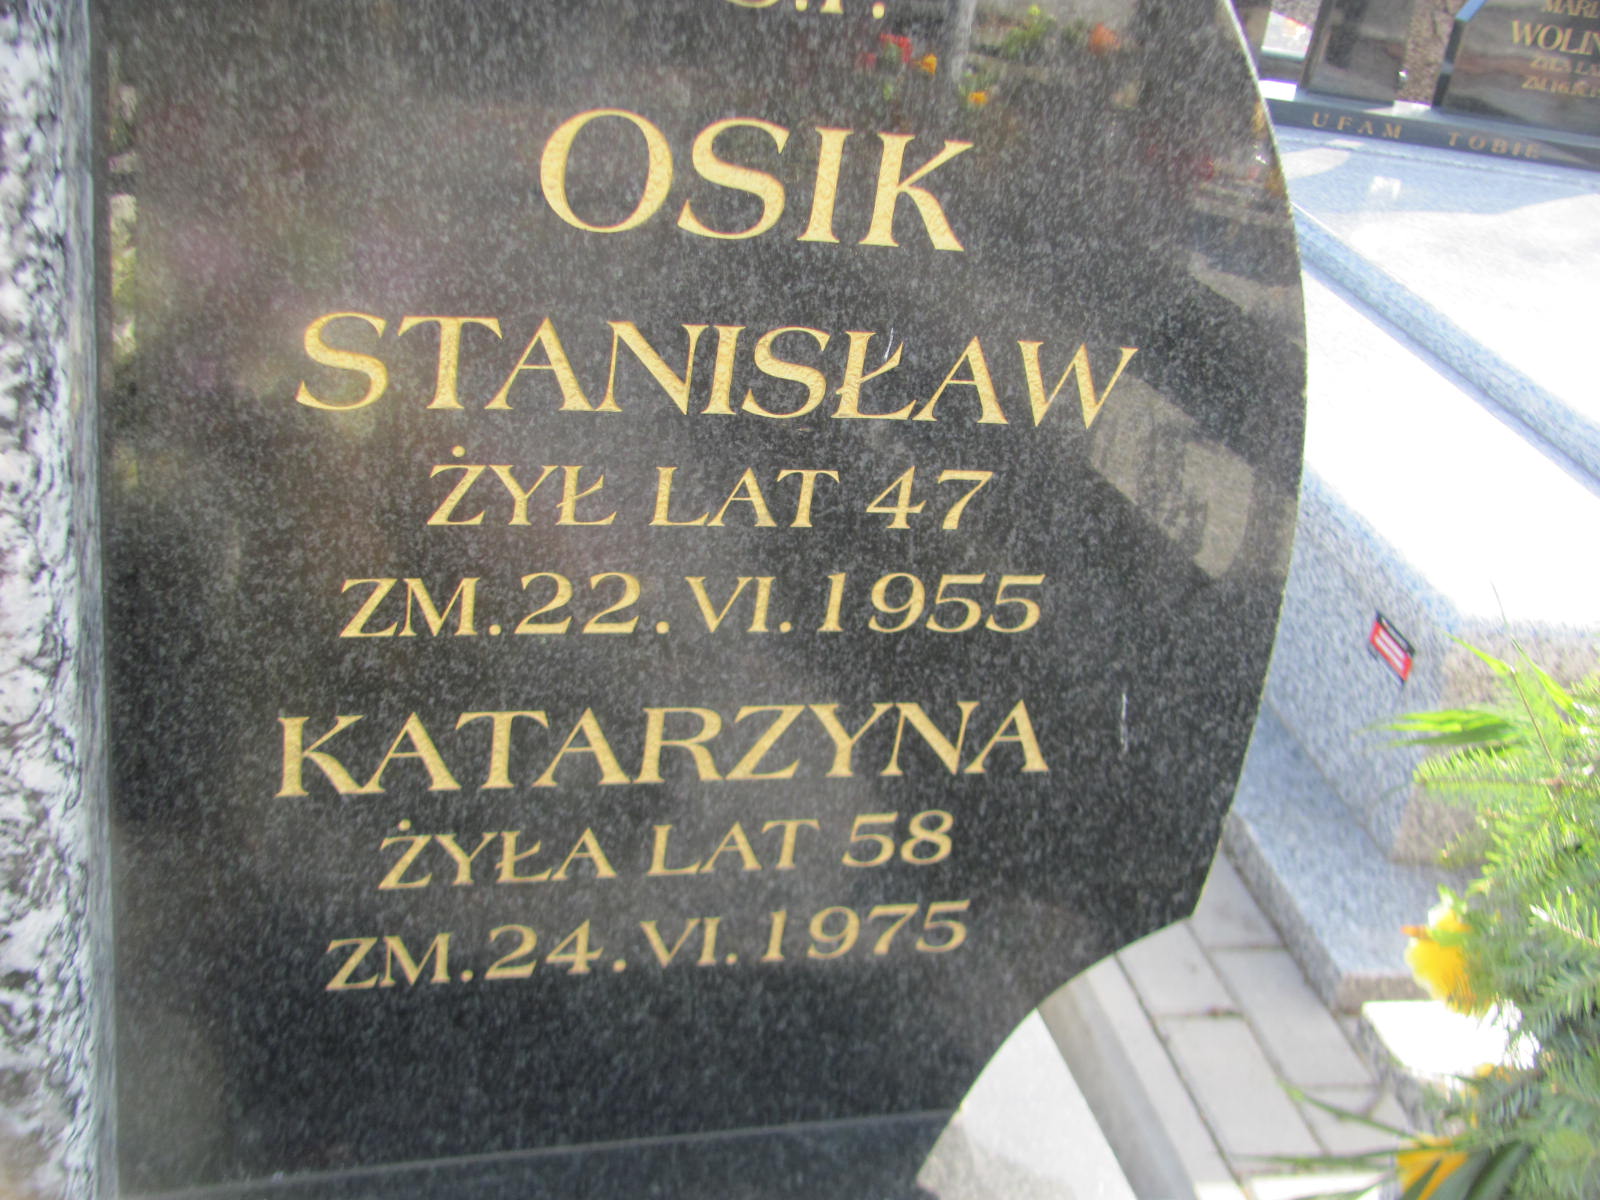 Ś.P.
OSIK
STANISŁAW
ŻYŁ LAT 47
ZM. 22. VI. 1955
KATARZYNA
ŻYŁA LAT 58
ZM. 24. VI. 1975
UFAM TOBIE